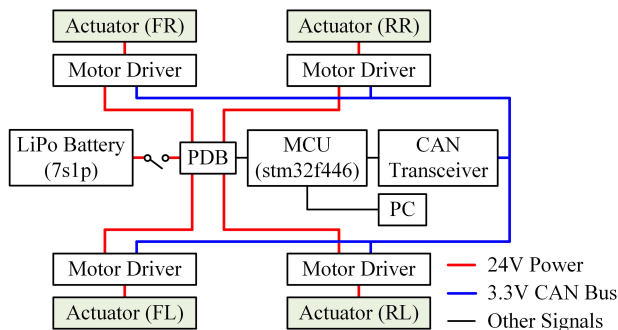 Actuator (FR)
Actuator (RR)
Motor Driver
Motor Driver
LiPo Battery
(7s1p)
PDB
MCU
(stm32f446)
CAN
Transceiver
PC
Motor Driver
Motor Driver
Actuator (FL)
Actuator (RL)
24V Power
3.3V CAN Bus
Other Signals